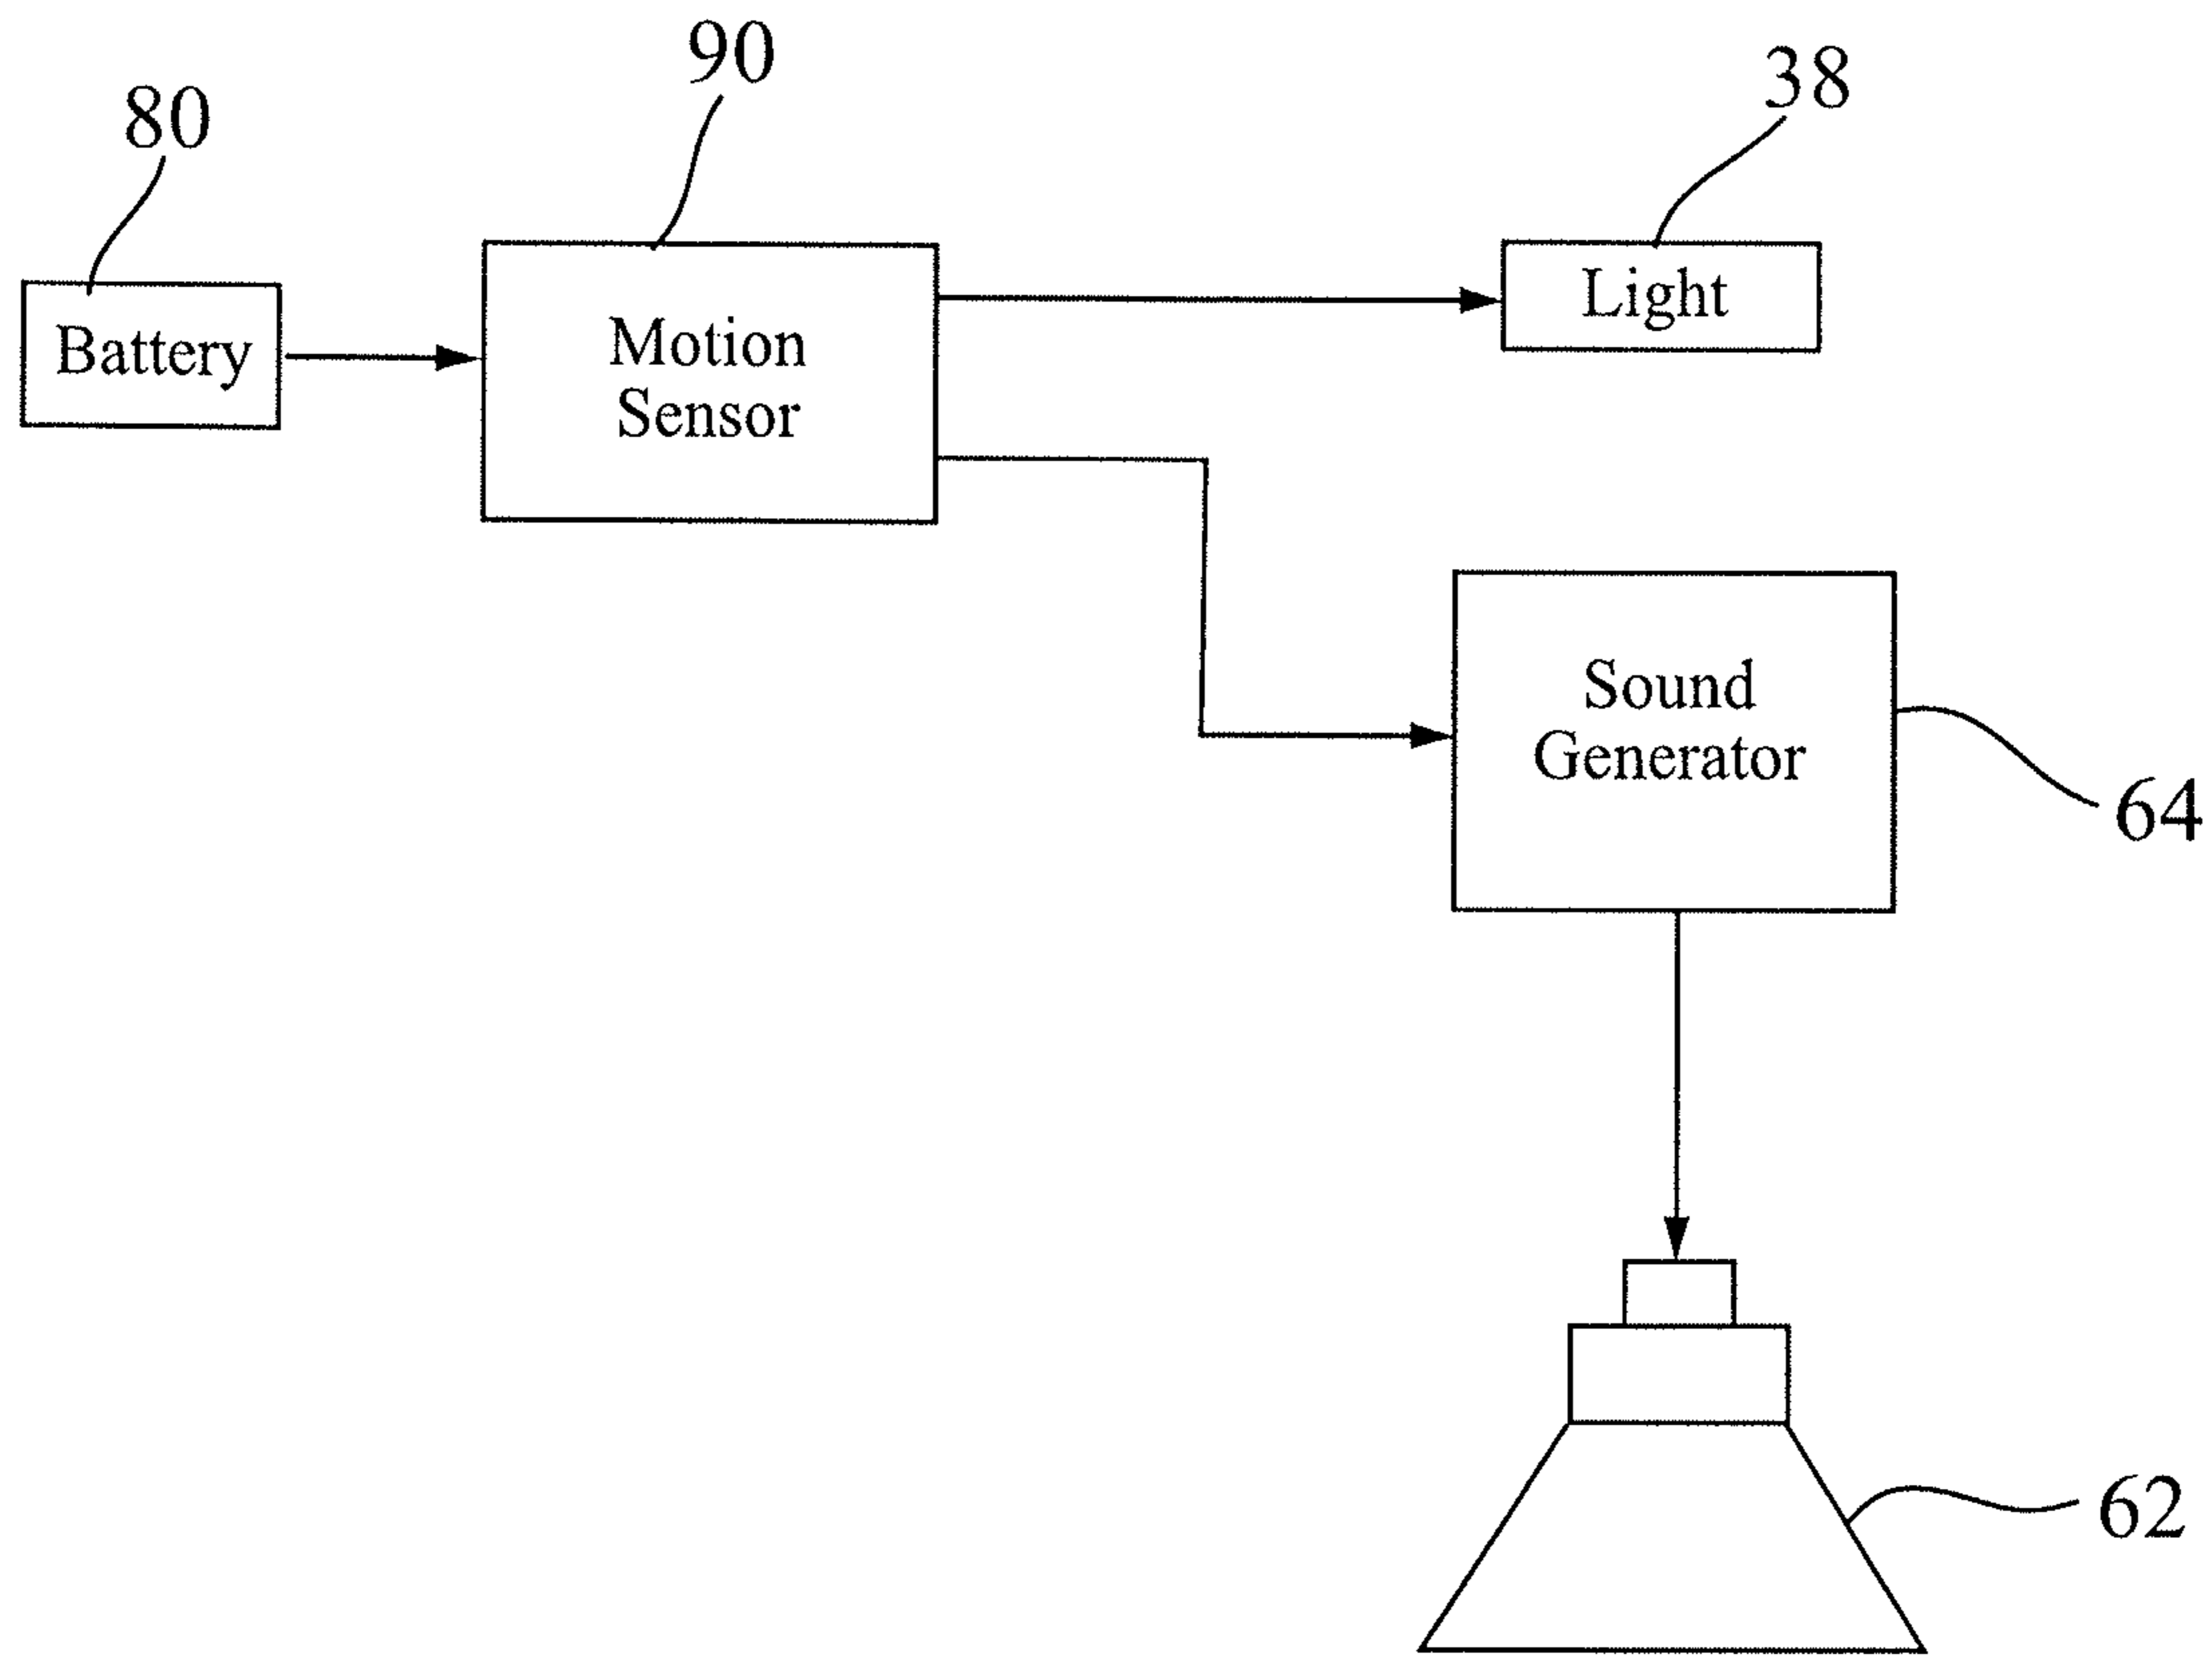 90
38
80
Light
Battery
Motion
Sensor
Sound
Generator
64
62